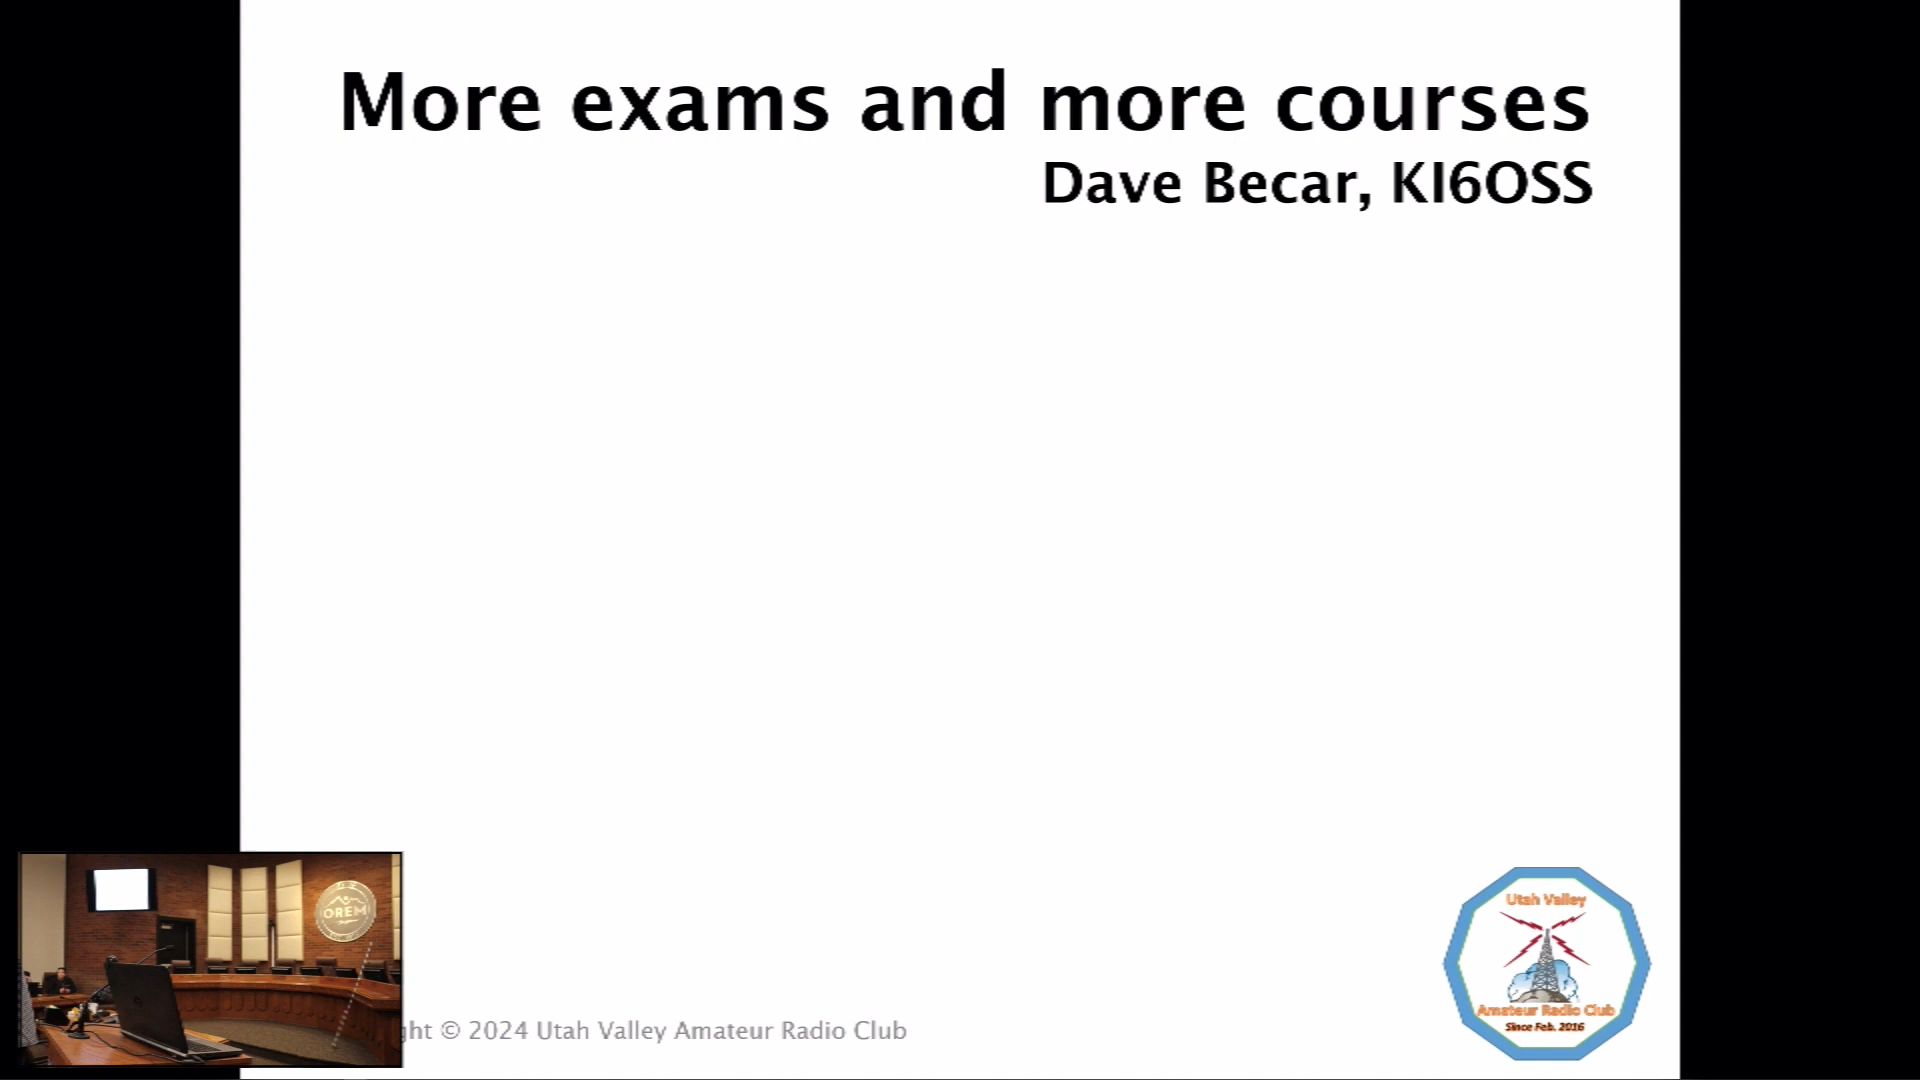 More exams and more courses
Dave Becar, KI6OSS
OREM
ght © 2024 Utah Valley Amateur Radio Club
Utah Valley
Amateur Radio Club
Since Feb. 2016